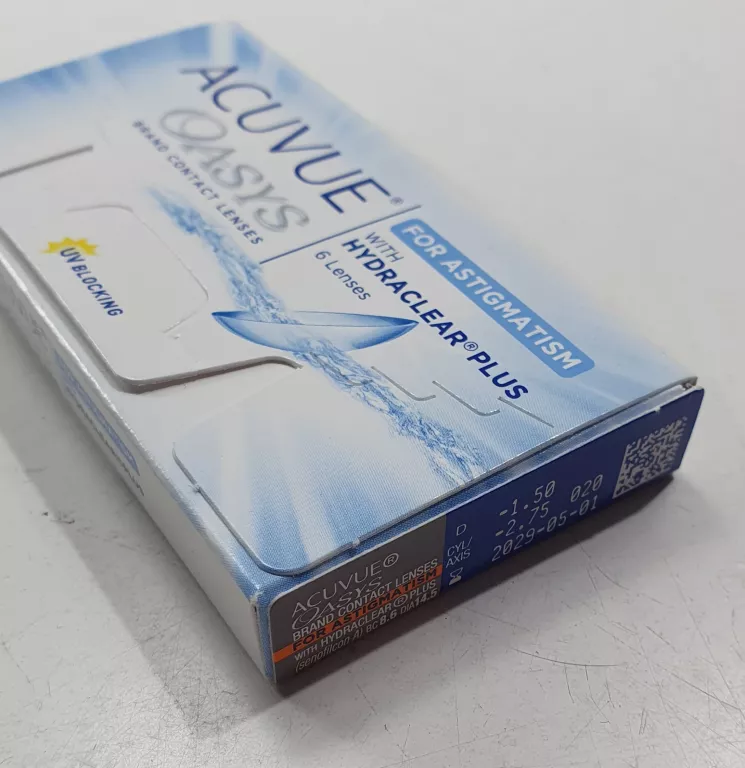 ACUVUE®
OASYS
BRAND CONTACT LENSES
WITH
HYDRACLEAR® PLUS
6 Lenses
FOR ASTIGMATISM
UV BLOCKING
D -1.50
CYL/AXIS -2.75 020
2029-05-01
ACUVUE®
OASYS
BRAND CONTACT LENSES
FOR ASTIGMATISM
WITH HYDRACLEAR® PLUS
(senofilcon A) BC 8.6 DIA 14.5